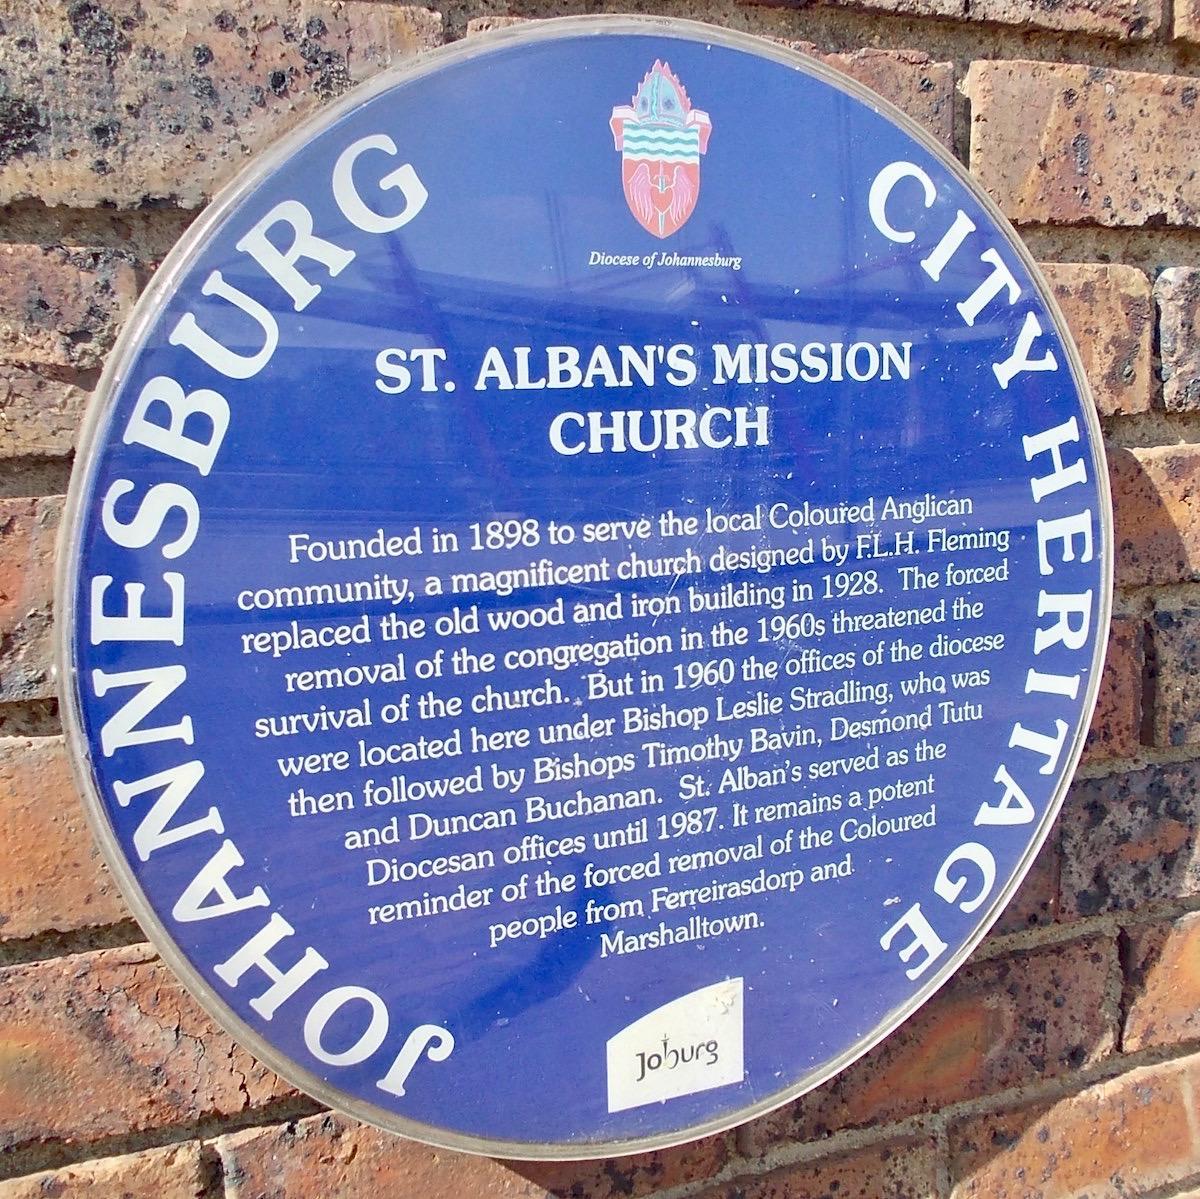 Diocese of Johannesburg
JOHANNESBURG
CITY HERITAGE
ST. ALBAN'S MISSION
CHURCH
Founded in 1898 to serve the local Coloured Anglican
community, a magnificent church designed by F.L.H. Fleming
replaced the old wood and iron building in 1928. The forced
removal of the congregation in the 1960s threatened the
survival of the church. But in 1960 the offices of the diocese
were located here under Bishop Leslie Stradling, who was
then followed by Bishops Timothy Bavin, Desmond Tutu
and Duncan Buchanan. St. Alban's served as the
Diocesan offices until 1987. It remains a potent
reminder of the forced removal of the Coloured
people from Ferreirasdorp and
Marshalltown.
Joburg